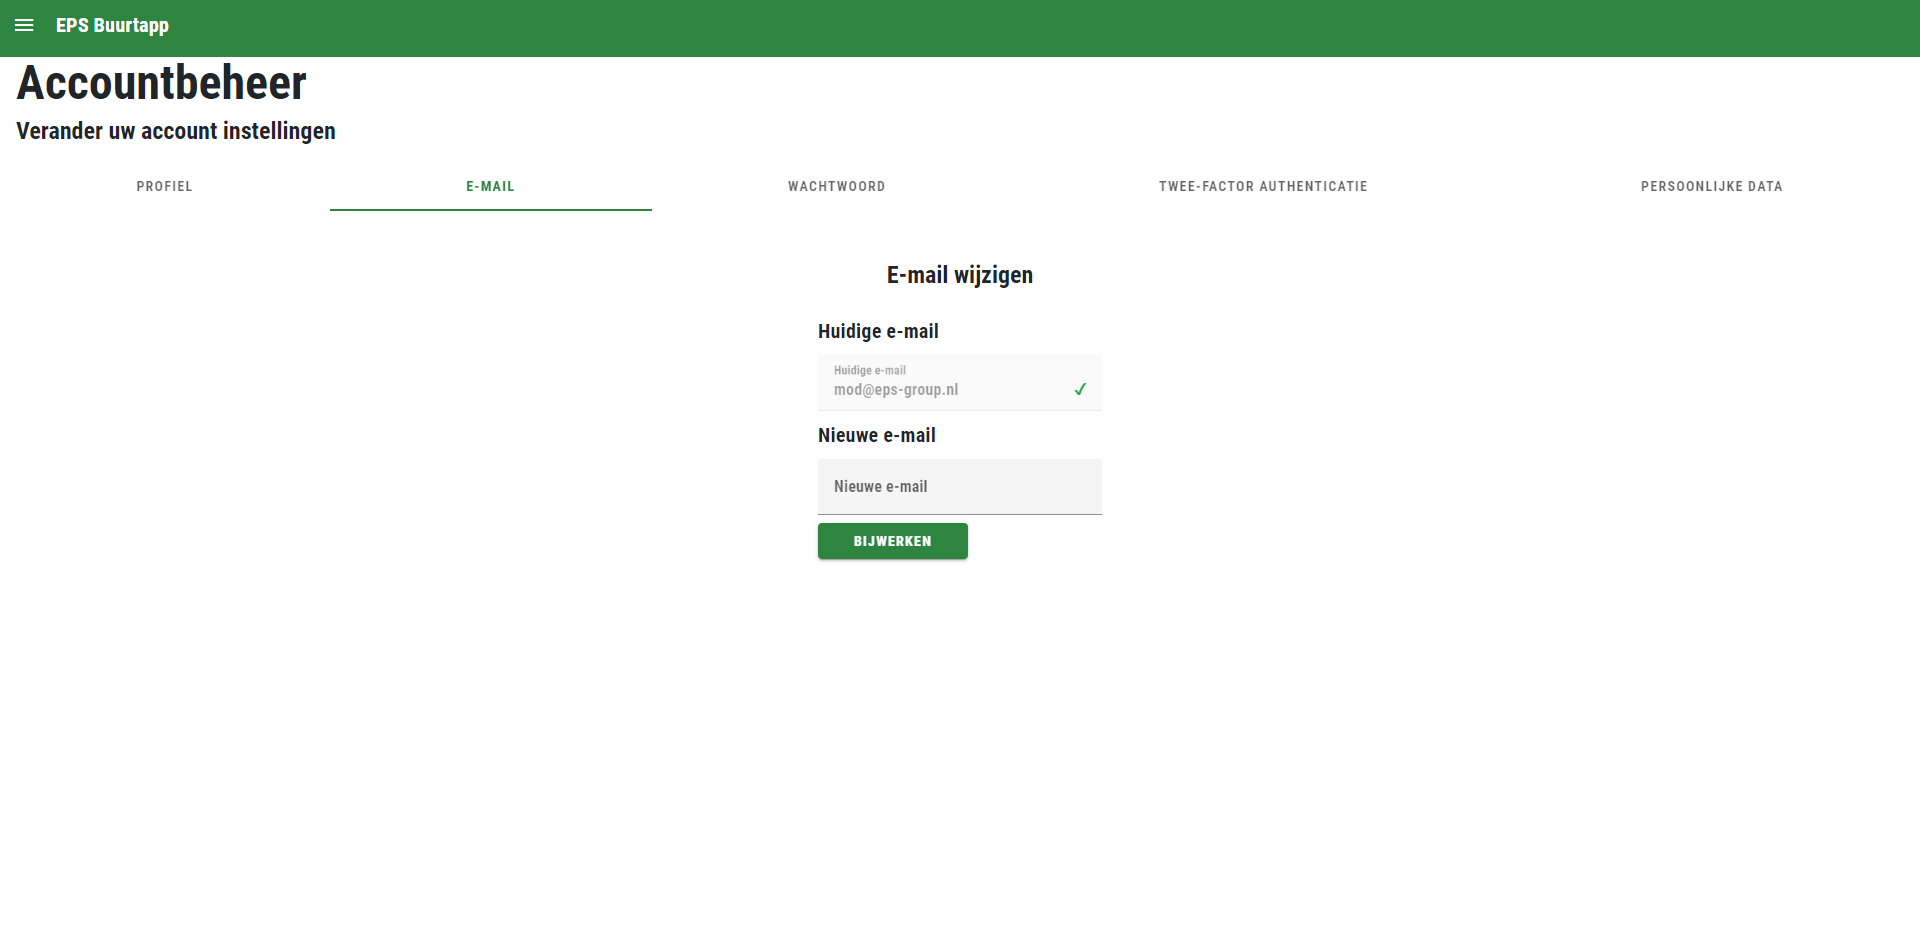 EPS Buurtapp
Accountbeheer
Verander uw account instellingen
PROFIEL
E-MAIL
WACHTWOORD
TWEE-FACTOR AUTHENTICATIE
PERSOONLIJKE DATA
E-mail wijzigen
Huidige e-mail
Huidige e-mail
mod@eps-group.nl
Nieuwe e-mail
Nieuwe e-mail
BIJWERKEN